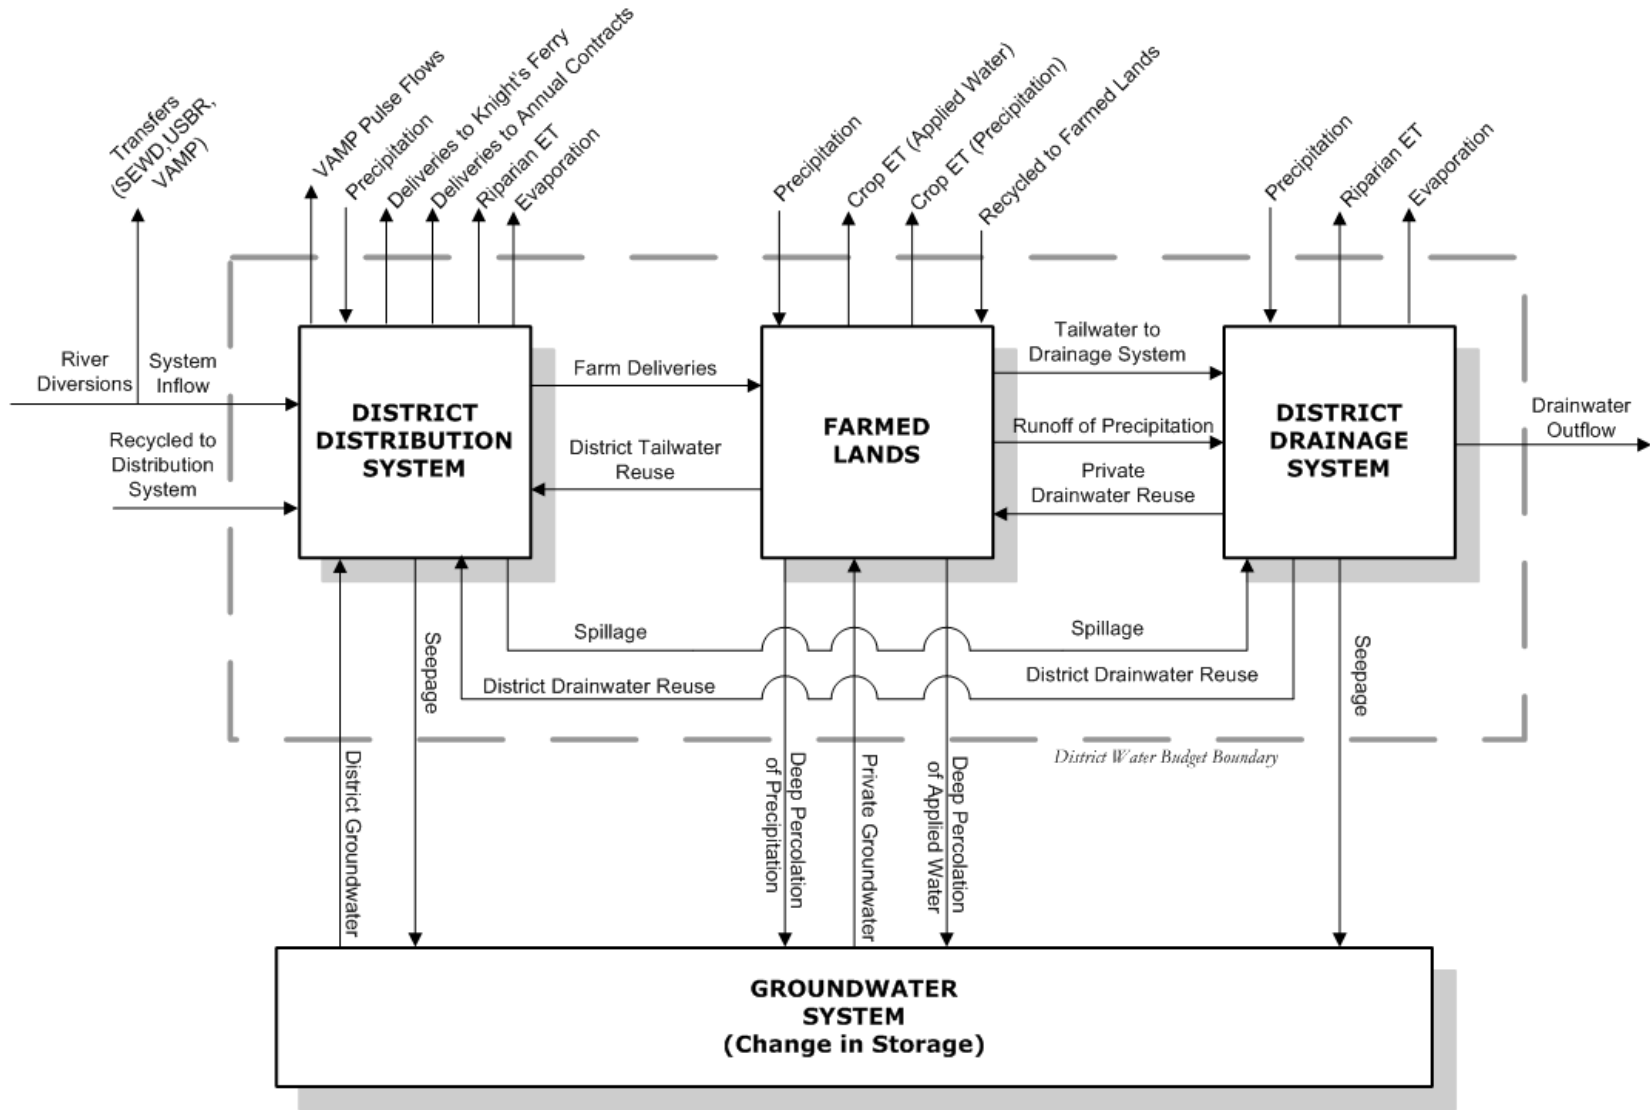 Transfers
(SEWD,USBR,
VAMP)
VAMP Pulse Flows
Precipitation
Deliveries to Knight's Ferry
Deliveries to Annual Contracts
Riparian ET
Evaporation
Precipitation
Crop ET (Applied Water)
Crop ET (Precipitation)
Recycled to Farmed Lands
Precipitation
Riparian ET
Evaporation
River
Diversions
System
Inflow
Recycled to
Distribution
System
DISTRICT
DISTRIBUTION
SYSTEM
Farm Deliveries
District Tailwater
Reuse
FARMED
LANDS
Tailwater to
Drainage System
Runoff of Precipitation
Private
Drainwater Reuse
DISTRICT
DRAINAGE
SYSTEM
Drainwater
Outflow
Spillage
Spillage
District Drainwater Reuse
District Drainwater Reuse
Seepage
Seepage
District Water Budget Boundary
District Groundwater
Deep Percolation
of Precipitation
Private Groundwater
Deep Percolation
of Applied Water
GROUNDWATER
SYSTEM
(Change in Storage)